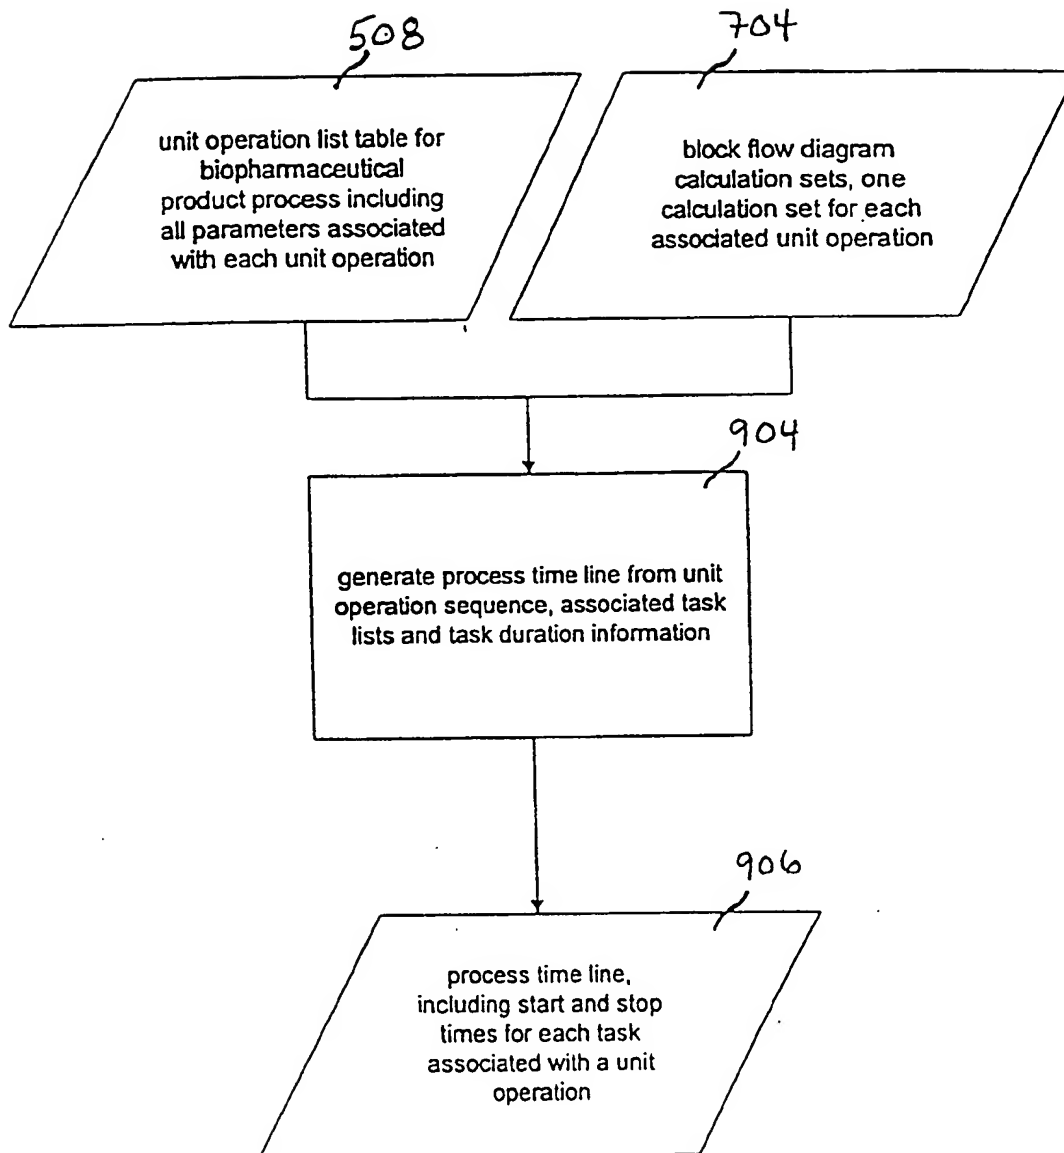 508
704
unit operation list table for
biopharmaceutical
product process including
all parameters associated
with each unit operation
block flow diagram
calculation sets, one
calculation set for each
associated unit operation
904
generate process time line from unit
operation sequence, associated task
lists and task duration information
906
process time line,
including start and stop
times for each task
associated with a unit
operation